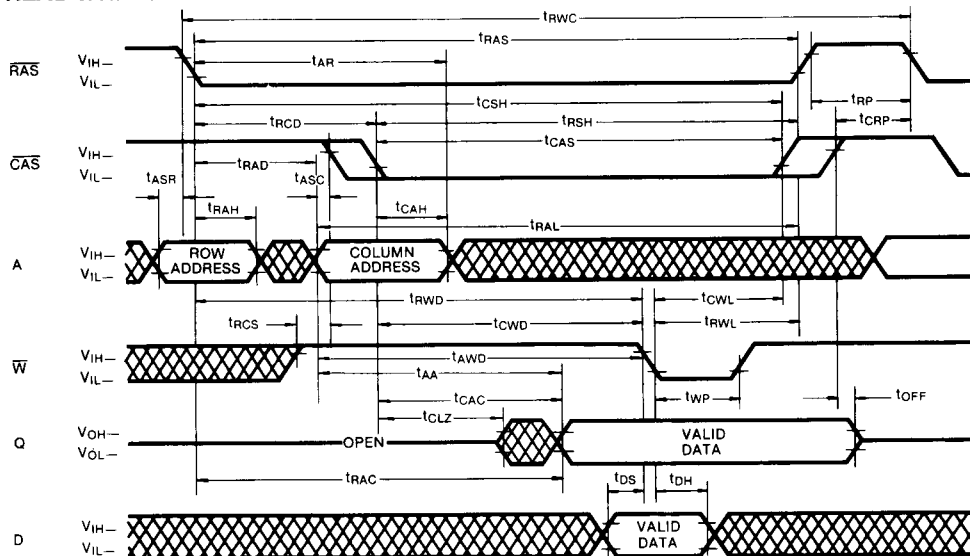 tRWC
tRAS
tAR
RAS
VIH
VIL
tCSH
tRP
tRCD
tRSH
tCRP
tCAS
CAS
VIH
VIL
tRAD
tASR
tASC
tRAH
tCAH
tRAL
A
VIH
VIL
ROW
ADDRESS
COLUMN
ADDRESS
tRWD
tCWL
tRCS
tCWD
tRWL
W
VIH
VIL
tAWD
tAA
tWP
tOFF
tCAC
tCLZ
Q
VOH
VOL
OPEN
VALID
DATA
tRAC
tDS
tDH
D
VIH
VIL
VALID
DATA